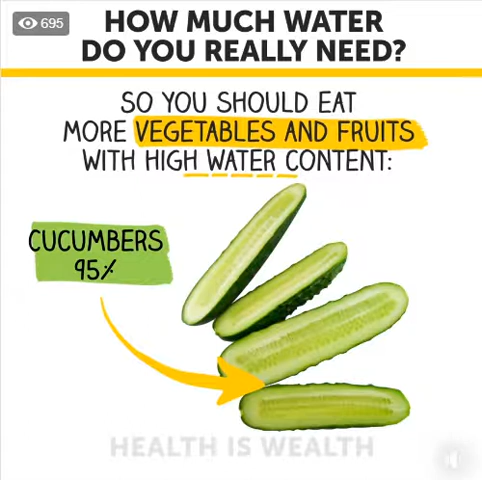 695
HOW MUCH WATER
DO YOU REALLY NEED?
SO YOU SHOULD EAT
MORE VEGETABLES AND FRUITS
WITH HIGH WATER CONTENT:
CUCUMBERS
95%
HEALTH IS WEALTH